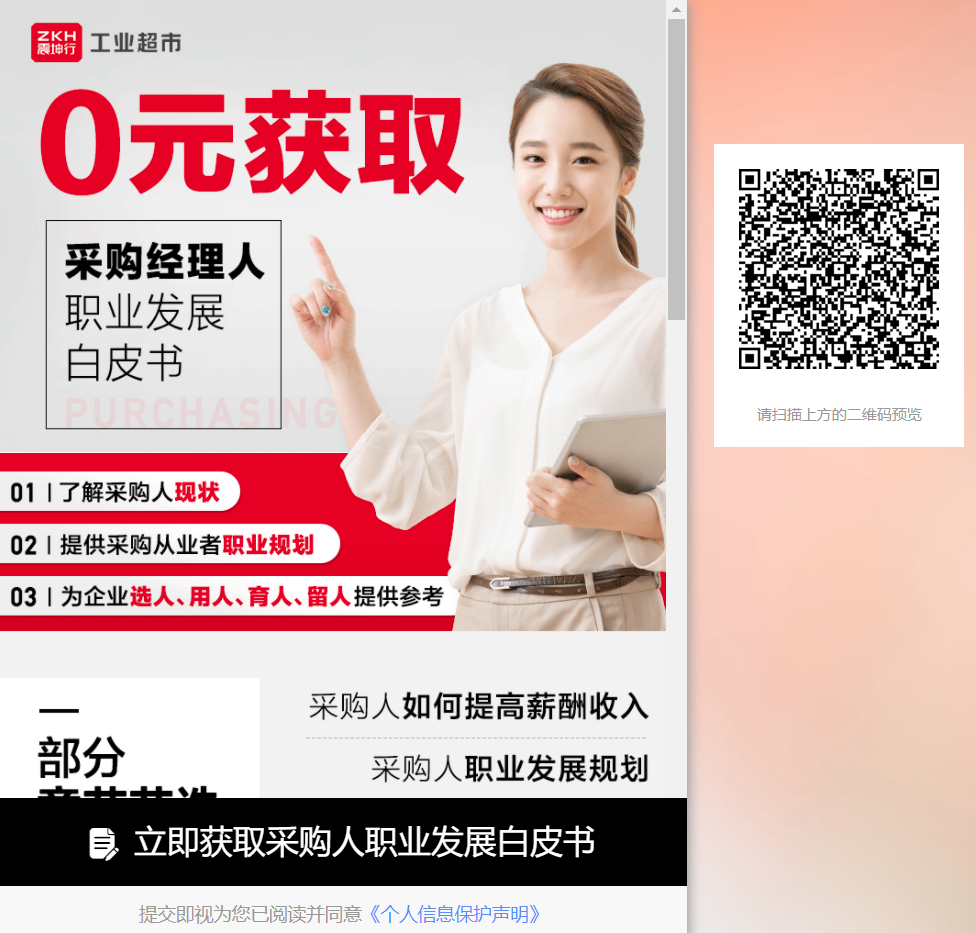 ZKH
震坤行
工业超市
0元获取
采购经理人
职业发展
白皮书
PURCHASING
01 | 了解采购人现状
02 | 提供采购从业者职业规划
03 | 为企业选人、用人、育人、留人提供参考
采购人如何提高薪酬收入
采购人职业发展规划
部分
立即获取采购人职业发展白皮书
提交即视为您已阅读并同意《个人信息保护声明》
请扫描上方的二维码预览